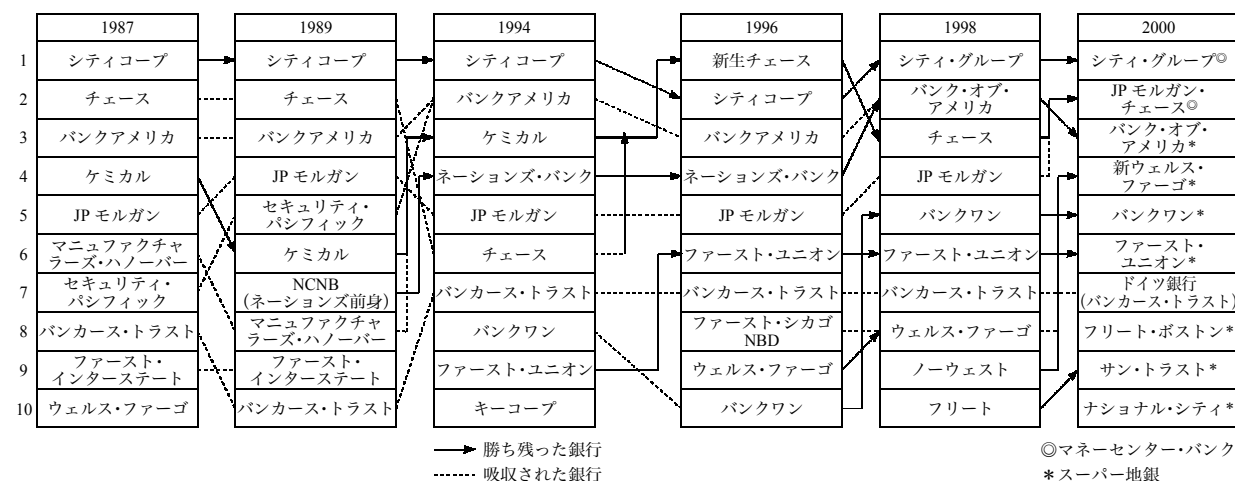 1987
1989
1994
1996
1998
2000
1
シティコープ
シティコープ
シティコープ
新生チェース
シティ・グループ
シティ・グループ◎
2
チェース
チェース
バンクアメリカ
シティコープ
バンク・オブ・
アメリカ
JPモルガン・
チェース◎
3
バンクアメリカ
バンクアメリカ
ケミカル
バンクアメリカ
チェース
バンク・オブ・
アメリカ*
4
ケミカル
JPモルガン
ネーションズ・バンク
ネーションズ・バンク
JPモルガン
新ウェルス・
ファーゴ*
5
JPモルガン
セキュリティ・
パシフィック
JPモルガン
JPモルガン
バンクワン
バンクワン*
6
マニュファクチャ
ラーズ・ハノーバー
ケミカル
チェース
ファースト・ユニオン
ファースト・ユニオン
ファースト・
ユニオン*
7
セキュリティ・
パシフィック
NCNB
(ネーションズ前身)
バンカース・トラスト
バンカース・トラスト
バンカース・トラスト
ドイツ銀行
(バンカース・トラスト)
8
バンカース・トラスト
マニュファクチャ
ラーズ・ハノーバー
バンクワン
ファースト・シカゴ
NBD
ウェルス・ファーゴ
フリート・ボストン*
9
ファースト・
インターステート
ファースト・
インターステート
ファースト・ユニオン
ウェルス・ファーゴ
ノーウェスト
サン・トラスト*
10
ウェルス・ファーゴ
バンカース・トラスト
キーコープ
バンクワン
フリート
ナショナル・シティ*
勝ち残った銀行
吸収された銀行
◎マネーセンター・バンク
*スーパー地銀